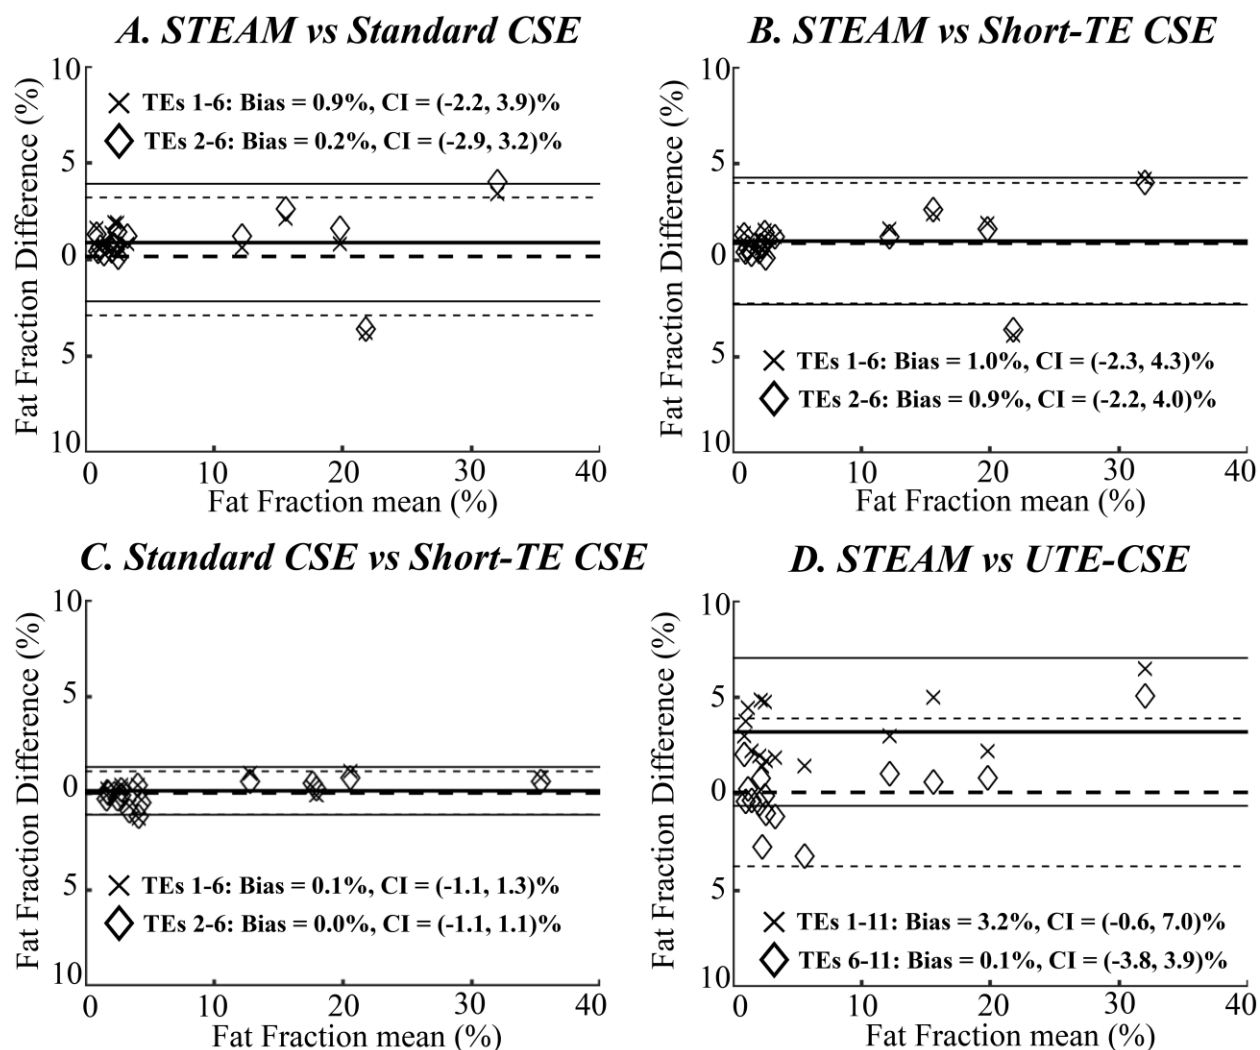 A. STEAM vs Standard CSE
Fat Fraction Difference (%)
10
5
0
5
10
× TEs 1-6: Bias = 0.9%, CI = (-2.2, 3.9)%
◇ TEs 2-6: Bias = 0.2%, CI = (-2.9, 3.2)%
0 10 20 30 40
Fat Fraction mean (%)
B. STEAM vs Short-TE CSE
Fat Fraction Difference (%)
10
5
0
5
10
× TEs 1-6: Bias = 1.0%, CI = (-2.3, 4.3)%
◇ TEs 2-6: Bias = 0.9%, CI = (-2.2, 4.0)%
0 10 20 30 40
Fat Fraction mean (%)
C. Standard CSE vs Short-TE CSE
Fat Fraction Difference (%)
10
5
0
5
10
× TEs 1-6: Bias = 0.1%, CI = (-1.1, 1.3)%
◇ TEs 2-6: Bias = 0.0%, CI = (-1.1, 1.1)%
0 10 20 30 40
Fat Fraction mean (%)
D. STEAM vs UTE-CSE
Fat Fraction Difference (%)
10
5
0
5
10
× TEs 1-11: Bias = 3.2%, CI = (-0.6, 7.0)%
◇ TEs 6-11: Bias = 0.1%, CI = (-3.8, 3.9)%
0 10 20 30 40
Fat Fraction mean (%)